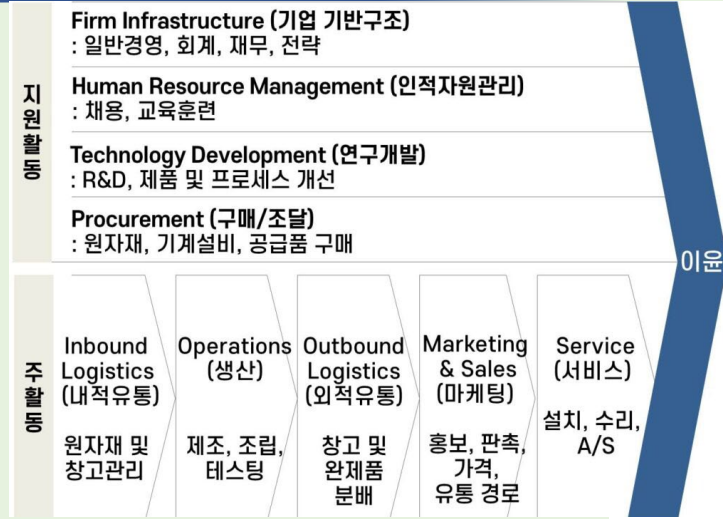 지원활동
Firm Infrastructure (기업 기반구조)
: 일반경영, 회계, 재무, 전략
Human Resource Management (인적자원관리)
: 채용, 교육훈련
Technology Development (연구개발)
: R&D, 제품 및 프로세스 개선
Procurement (구매/조달)
: 원자재, 기계설비, 공급품 구매
이윤
주활동
Inbound
Logistics
(내적유통)
원자재 및
창고관리
Operations
(생산)
제조, 조립,
테스팅
Outbound
Logistics
(외적유통)
창고 및
완제품
분배
Marketing
& Sales
(마케팅)
홍보, 판촉,
가격,
유통 경로
Service
(서비스)
설치, 수리,
A/S